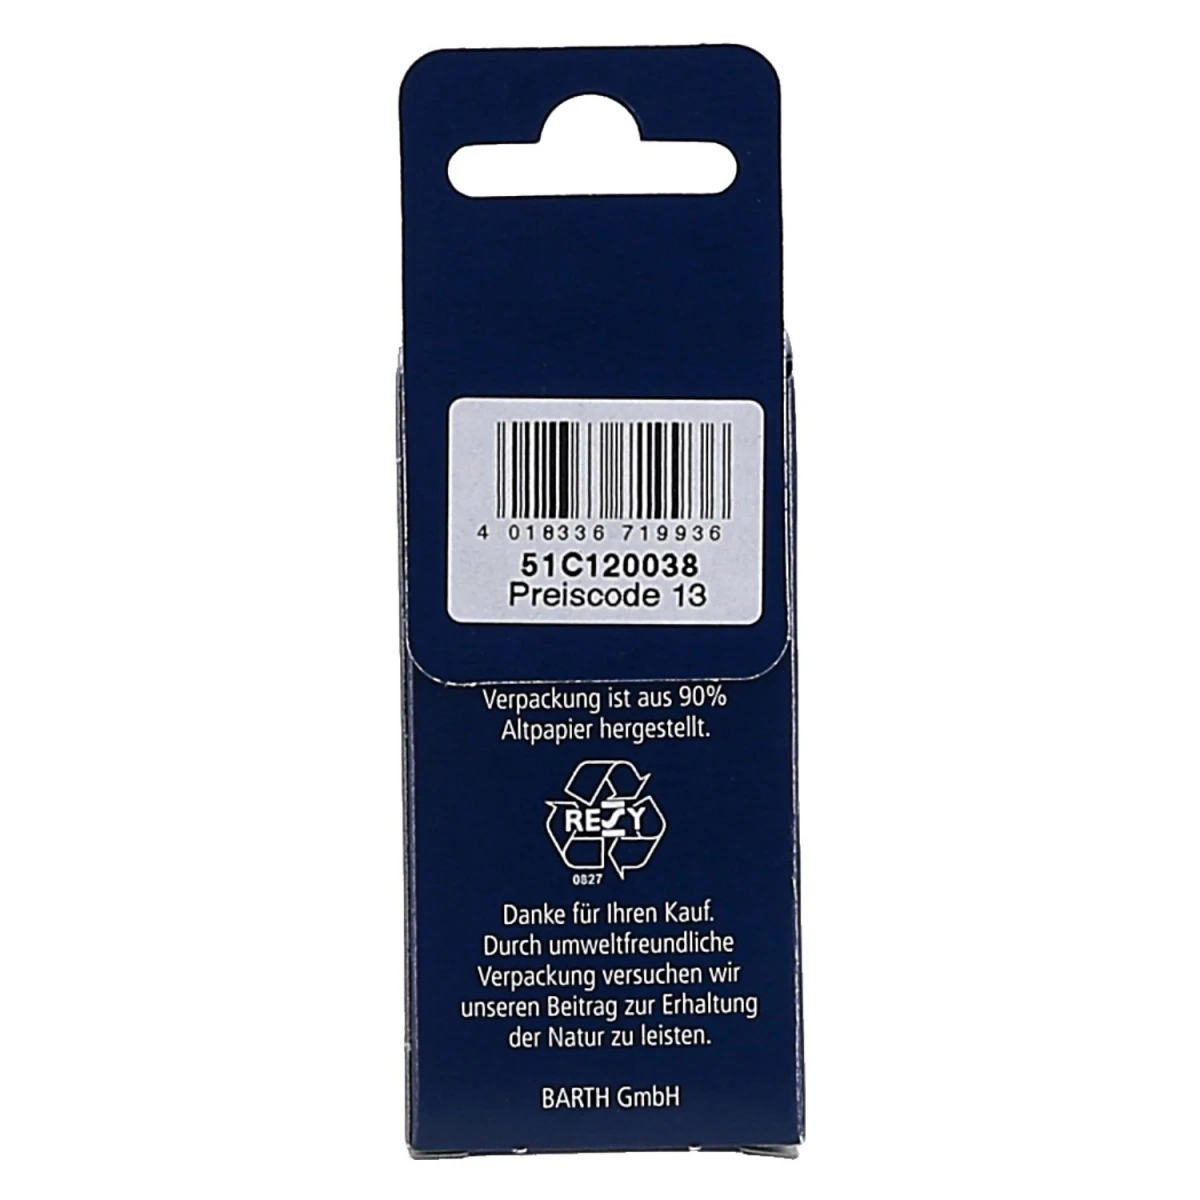 4 018336 719936
51C120038
Preiscode 13
Verpackung ist aus 90%
Altpapier hergestellt.
RESY
0827
Danke für Ihren Kauf.
Durch umweltfreundliche
Verpackung versuchen wir
unseren Beitrag zur Erhaltung
der Natur zu leisten.
BARTH GmbH